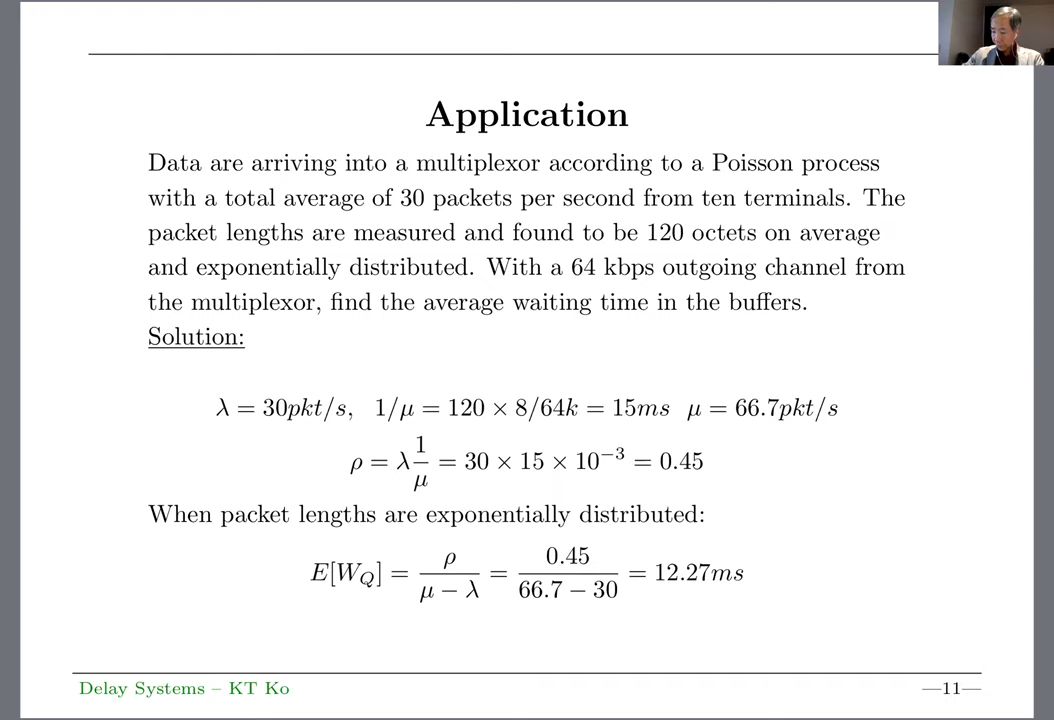 Application
Data are arriving into a multiplexor according to a Poisson process
with a total average of 30 packets per second from ten terminals. The
packet lengths are measured and found to be 120 octets on average
and exponentially distributed. With a 64 kbps outgoing channel from
the multiplexor, find the average waiting time in the buffers.
Solution:
λ = 30pkt/s, 1/μ = 120 × 8/64k = 15ms μ = 66.7pkt/s
ρ = λ 1/μ = 30 × 15 × 10⁻³ = 0.45
When packet lengths are exponentially distributed:
E[W_Q] = ρ/(μ − λ) = 0.45/(66.7 − 30) = 12.27ms
Delay Systems – KT Ko
—11—